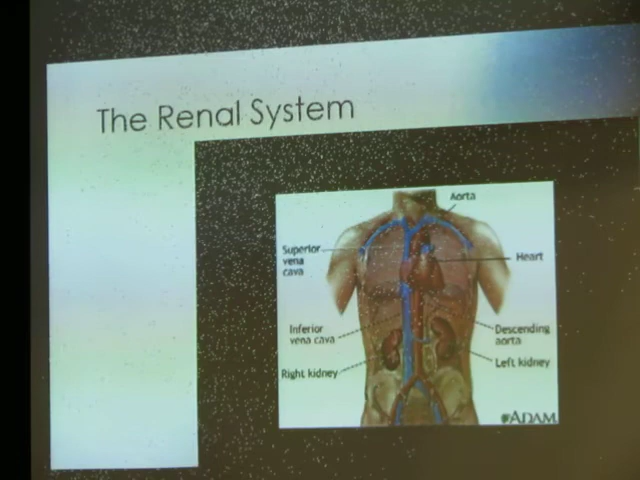 The Renal System
Aorta
Superior
vena
cava
Heart
Inferior
vena cava
Descending
aorta
Right kidney
Left kidney
ADAM